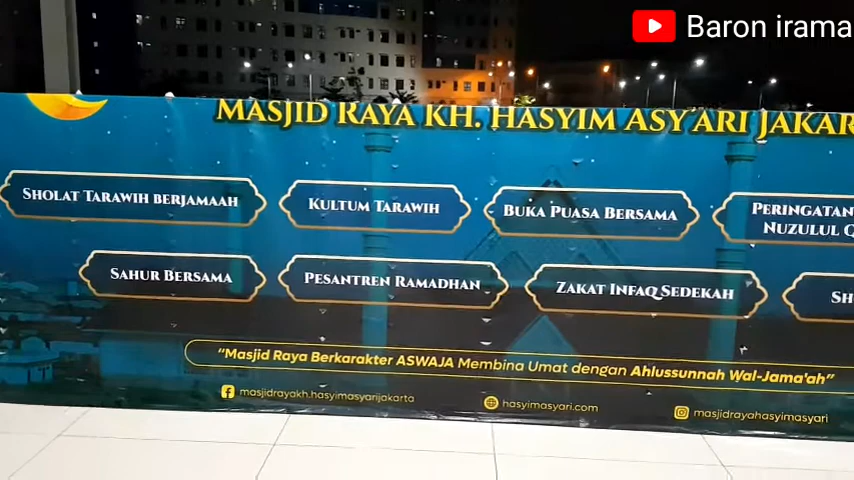 Baron irama
MASJID RAYA KH. HASYIM ASY'ARI JAKAR
SHOLAT TARAWIH BERJAMAAH
KULTUM TARAWIH
BUKA PUASA BERSAMA
PERINGATAN
NUZULUL Q
SAHUR BERSAMA
PESANTREN RAMADHAN
ZAKAT INFAQ SEDEKAH
SH
"Masjid Raya Berkarakter ASWAJA Membina Umat dengan Ahlussunnah Wal-Jama'ah"
masjidrayakh.hasyimasyarijakarta
hasyimasyari.com
masjidrayahasyimasyari